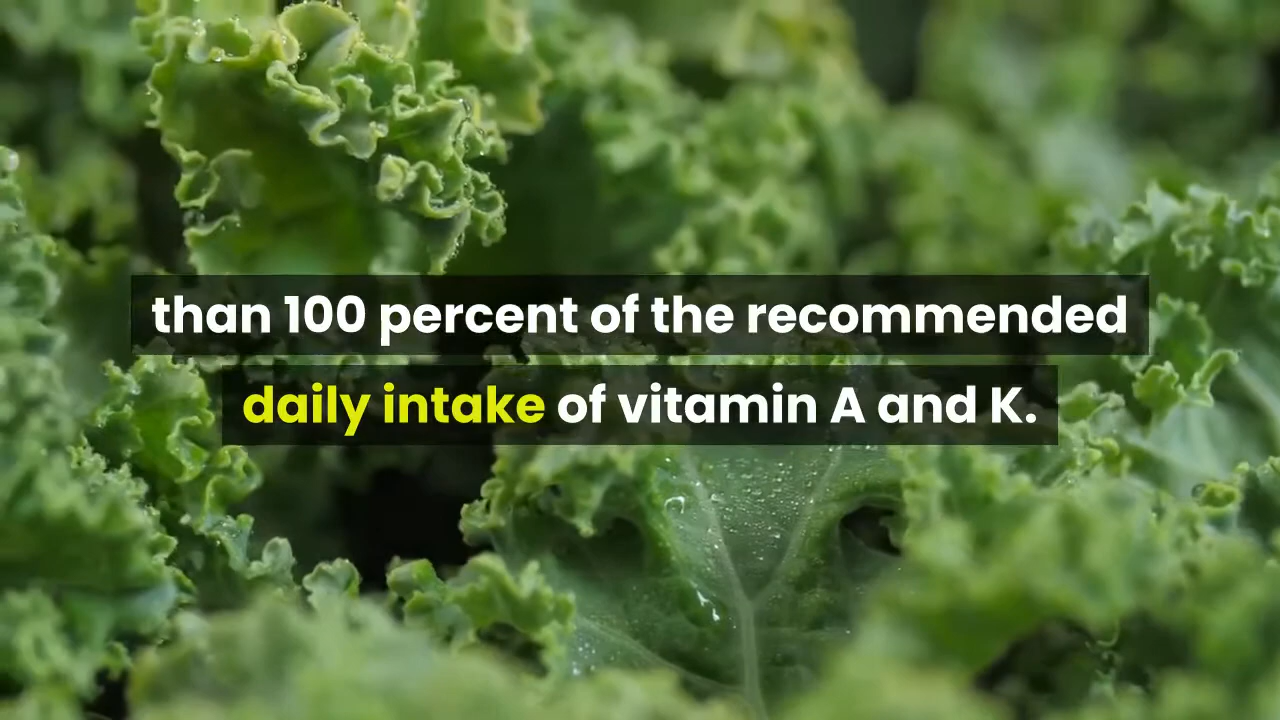 than 100 percent of the recommended
daily intake of vitamin A and K.